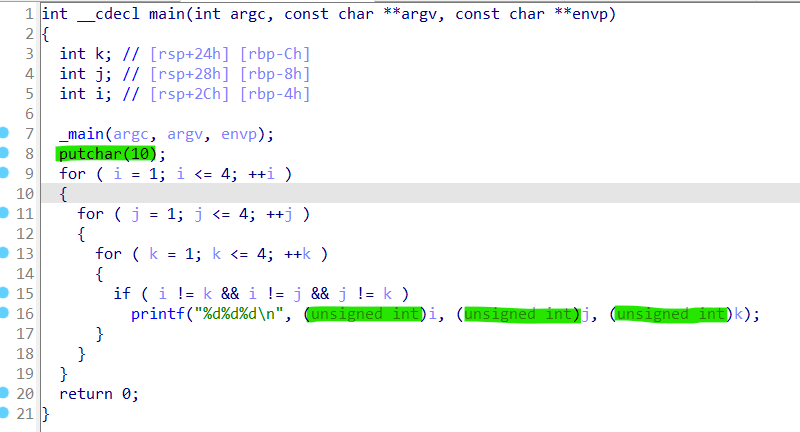 1 int __cdecl main(int argc, const char **argv, const char **envp)
2 {
3   int k; // [rsp+24h] [rbp-Ch]
4   int j; // [rsp+28h] [rbp-8h]
5   int i; // [rsp+2Ch] [rbp-4h]
6
7   _main(argc, argv, envp);
8   putchar(10);
9   for ( i = 1; i <= 4; ++i )
10   {
11     for ( j = 1; j <= 4; ++j )
12     {
13       for ( k = 1; k <= 4; ++k )
14       {
15         if ( i != k && i != j && j != k )
16           printf("%d%d%d\n", (unsigned int)i, (unsigned int)j, (unsigned int)k);
17       }
18     }
19   }
20   return 0;
21 }